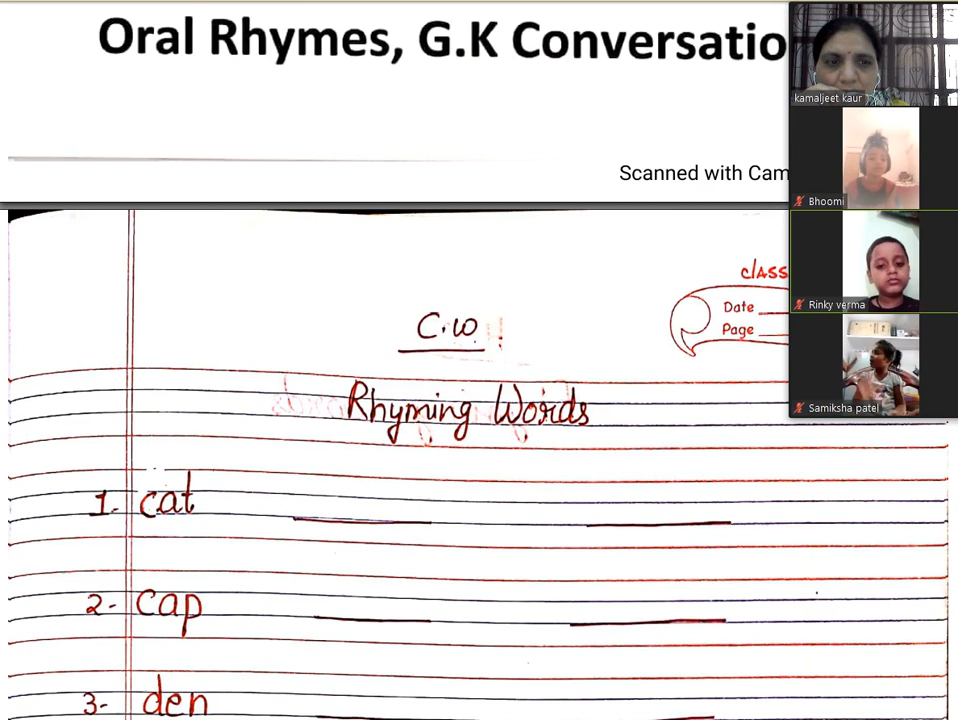 Oral Rhymes, G.K Conversatio
kamaljeet kaur
Scanned with Cam
Bhoomi
class
Date
Rinky verma
Page
C.W.
Rhyming Words
Samiksha patel
1. cat
2- cap
3- den